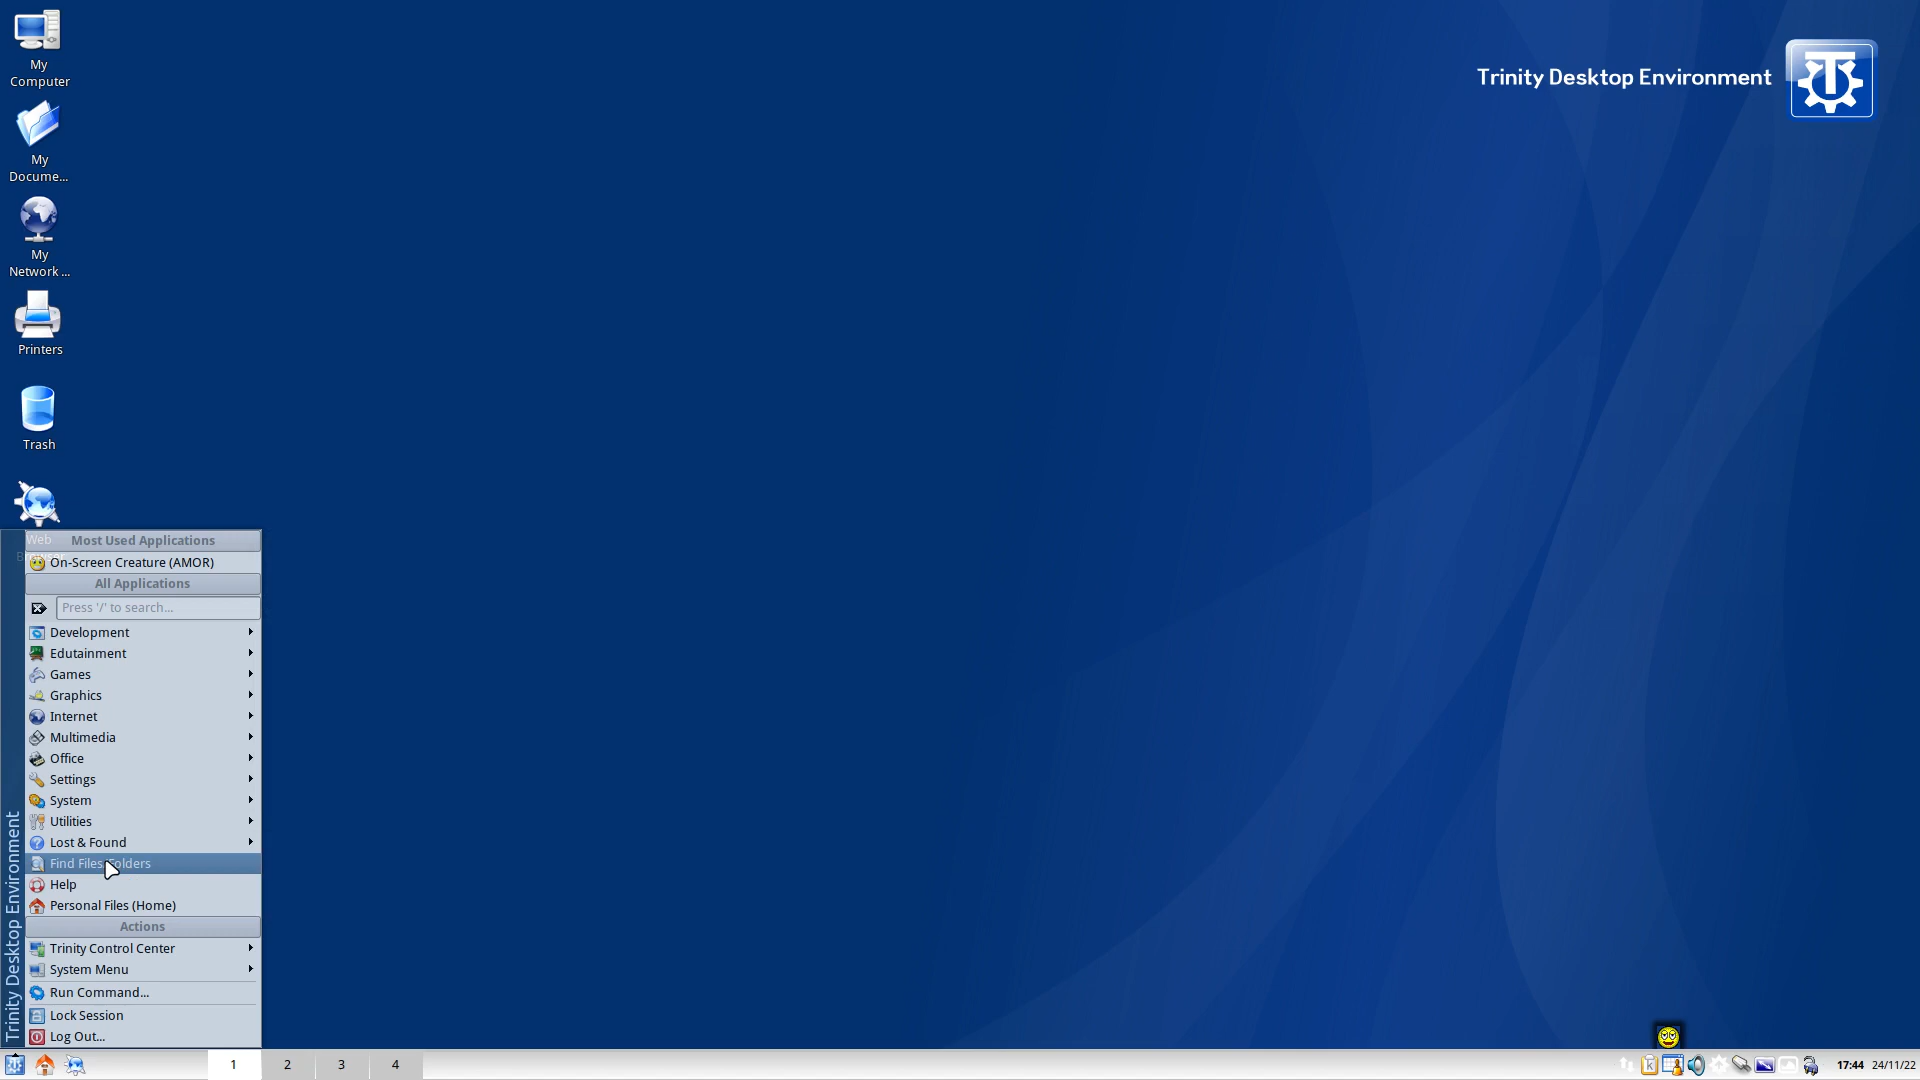 My
Computer
My
Docume...
My
Network ...
Printers
Trash
Trinity Desktop Environment
Web
Most Used Applications
On-Screen Creature (AMOR)
All Applications
Press '/' to search...
Development
Edutainment
Games
Graphics
Internet
Multimedia
Office
Settings
System
Utilities
Lost & Found
Find Files/Folders
Help
Personal Files (Home)
Actions
Trinity Control Center
System Menu
Run Command...
Lock Session
Log Out...
Trinity Desktop Environment
1 2 3 4
17:44 24/11/22